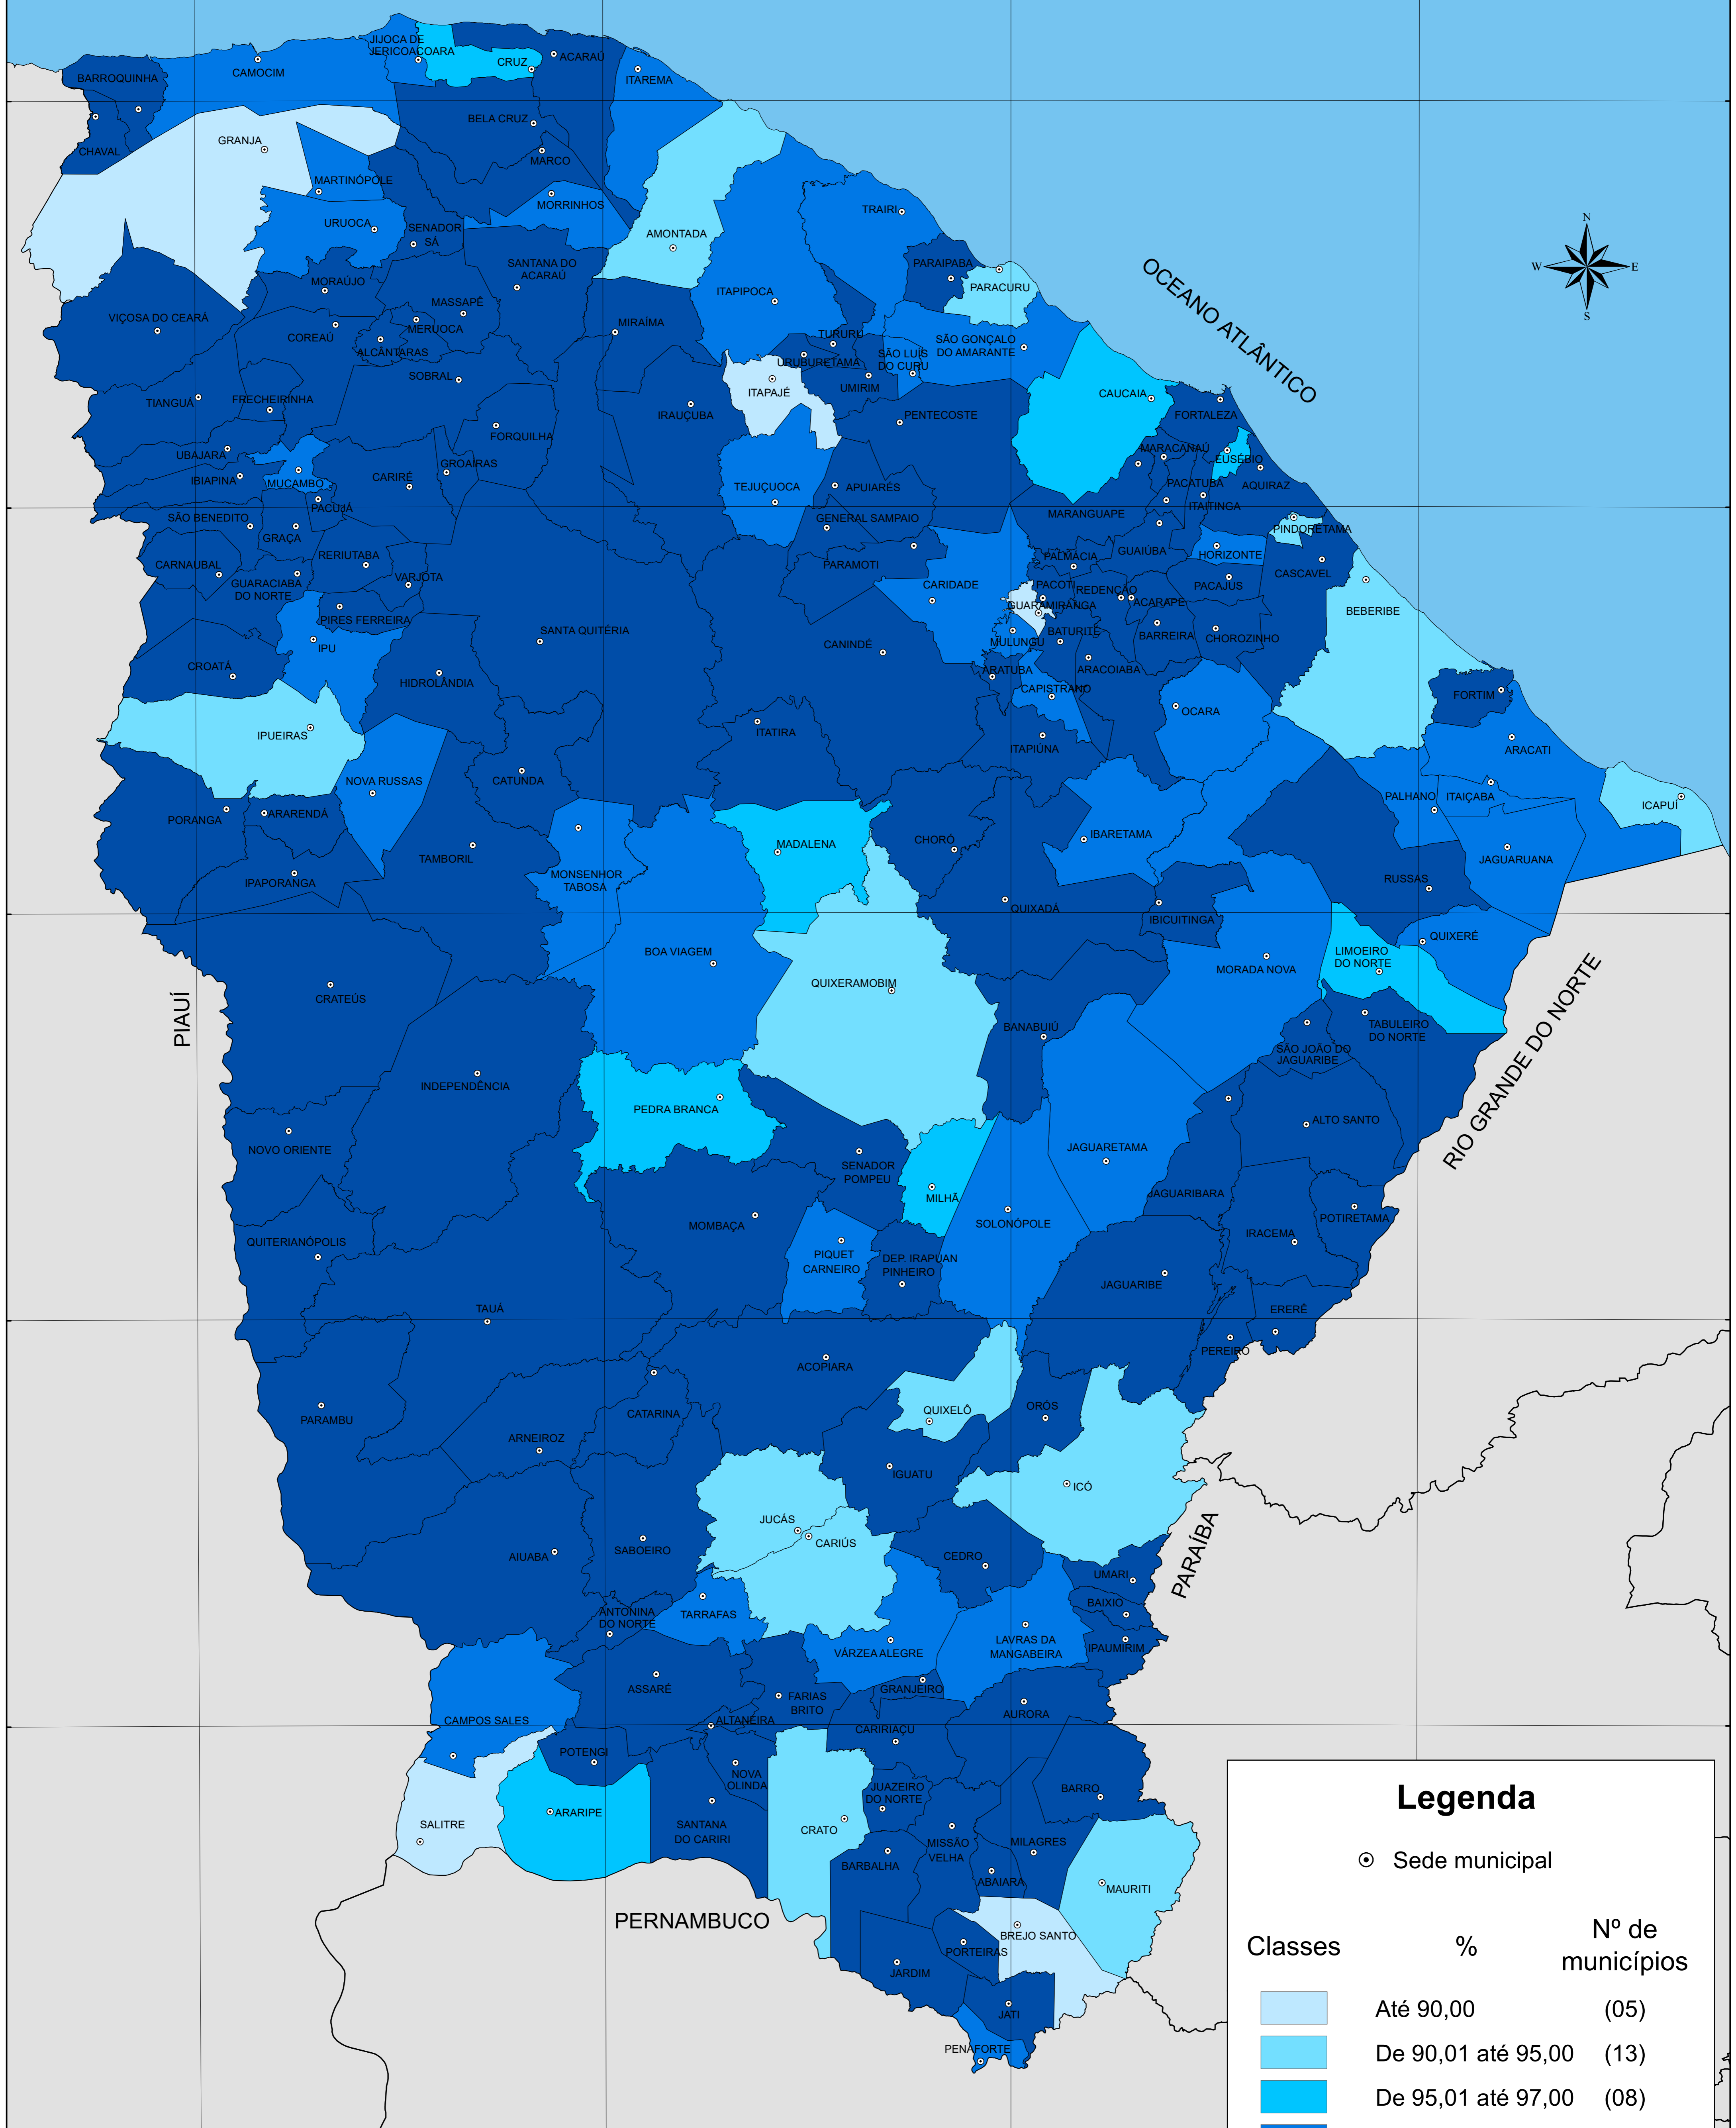 JIJOCA DE
JERICOACOARA
CRUZ
ACARAÚ
BARROQUINHA
CAMOCIM
ITAREMA
BELA CRUZ
GRANJA
CHAVAL
MARCO
MARTINÓPOLE
MORRINHOS
TRAIRI
URUOCA
SENADOR
SÁ
AMONTADA
N
W
E
S
SANTANA DO
ACARAÚ
PARAIPABA
PARACURU
OCEANO ATLÂNTICO
MORAÚJO
MASSAPÊ
ITAPIPOCA
VIÇOSA DO CEARÁ
COREAÚ
MERUOCA
MIRAÍMA
TURURU
SÃO GONÇALO
DO AMARANTE
ALCÂNTARAS
URUBURETAMA
SÃO LUÍS
DO CURU
SOBRAL
ITAPAJÉ
UMIRIM
CAUCAIA
TIANGUÁ
FRECHEIRINHA
IRAUÇUBA
PENTECOSTE
FORTALEZA
FORQUILHA
UBAJARA
MARACANAÚ
EUSÉBIO
GROAÍRAS
IBIAPINA
MUCAMBO
CARIRÉ
TEJUÇUOCA
APUIARÉS
PACATUBA
AQUIRAZ
PACUJÁ
ITAITINGA
SÃO BENEDITO
GENERAL SAMPAIO
MARANGUAPE
PINDORETAMA
GRAÇA
RERIUTABA
GUAIÚBA
HORIZONTE
CARNAUBAL
PARAMOTI
PALMÁCIA
CASCAVEL
GUARACIABA
DO NORTE
VARJOTA
CARIDADE
PACOTI
REDENÇÃO
PACAJUS
GUARAMIRANGA
ACARAPE
BEBERIBE
PIRES FERREIRA
SANTA QUITÉRIA
BATURITÉ
MULUNGU
BARREIRA
CHOROZINHO
IPU
CANINDÉ
CROATÁ
ARATUBA
ARACOIABA
HIDROLÂNDIA
CAPISTRANO
FORTIM
OCARA
IPUEIRAS
ITATIRA
ITAPIÚNA
ARACATI
NOVA RUSSAS
CATUNDA
PALHANO
ITAIÇABA
ICAPUÍ
PORANGA
ARARENDÁ
MADALENA
CHORÓ
IBARETAMA
TAMBORIL
JAGUARUANA
MONSENHOR
TABOSA
IPAPORANGA
RUSSAS
QUIXADÁ
IBICUITINGA
QUIXERÉ
BOA VIAGEM
LIMOEIRO
DO NORTE
MORADA NOVA
QUIXERAMOBIM
CRATEÚS
PIAUÍ
BANABUIÚ
TABULEIRO
DO NORTE
SÃO JOÃO DO
JAGUARIBE
RIO GRANDE DO NORTE
INDEPENDÊNCIA
PEDRA BRANCA
ALTO SANTO
NOVO ORIENTE
JAGUARETAMA
SENADOR
POMPEU
JAGUARIBARA
MILHÃ
POTIRETAMA
SOLONÓPOLE
MOMBAÇA
IRACEMA
QUITERIANÓPOLIS
PIQUET
CARNEIRO
DEP. IRAPUAN
PINHEIRO
JAGUARIBE
TAUÁ
ERERÊ
PEREIRO
ACOPIARA
QUIXELÔ
ORÓS
PARAMBU
CATARINA
ARNEIROZ
IGUATU
ICÓ
JUCÁS
CARIÚS
PARAÍBA
AIUABA
SABOEIRO
CEDRO
UMARI
BAIXIO
ANTONINA
DO NORTE
TARRAFAS
VÁRZEA ALEGRE
LAVRAS DA
MANGABEIRA
IPAUMIRIM
ASSARÉ
FARIAS
BRITO
GRANJEIRO
CAMPOS SALES
ALTANEIRA
CARIRIAÇU
AURORA
POTENGI
NOVA
OLINDA
JUAZEIRO
DO NORTE
BARRO
Legenda
ARARIPE
SALITRE
SANTANA
DO CARIRI
CRATO
MISSÃO
VELHA
MILAGRES
Sede municipal
BARBALHA
ABAIARA
MAURITI
PERNAMBUCO
BREJO SANTO
PORTEIRAS
Classes % Nº de
municípios
JARDIM
JATI
Até 90,00 (05)
PENAFORTE
De 90,01 até 95,00 (13)
De 95,01 até 97,00 (08)